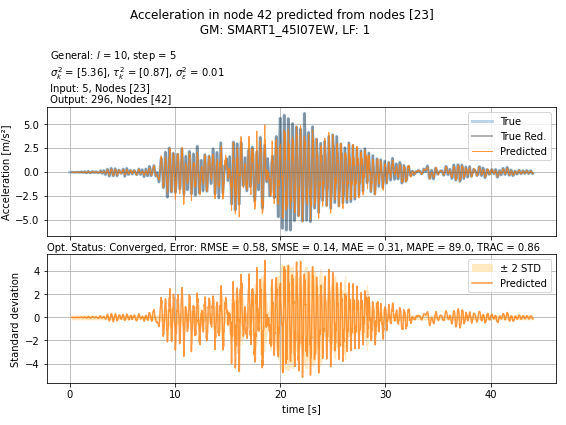 Acceleration in node 42 predicted from nodes [23]
GM: SMART1_45I07EW, LF: 1
General: l = 10, step = 5
σ²ₖ = [5.36], τ²ₖ = [0.87], σ²ε = 0.01
Input: 5, Nodes [23]
Output: 296, Nodes [42]
Acceleration [m/s²]
5.0
2.5
0.0
−2.5
−5.0
True
True Red.
Predicted
Opt. Status: Converged, Error: RMSE = 0.58, SMSE = 0.14, MAE = 0.31, MAPE = 89.0, TRAC = 0.86
Standard deviation
4
2
0
−2
−4
± 2 STD
Predicted
0
10
20
30
40
time [s]